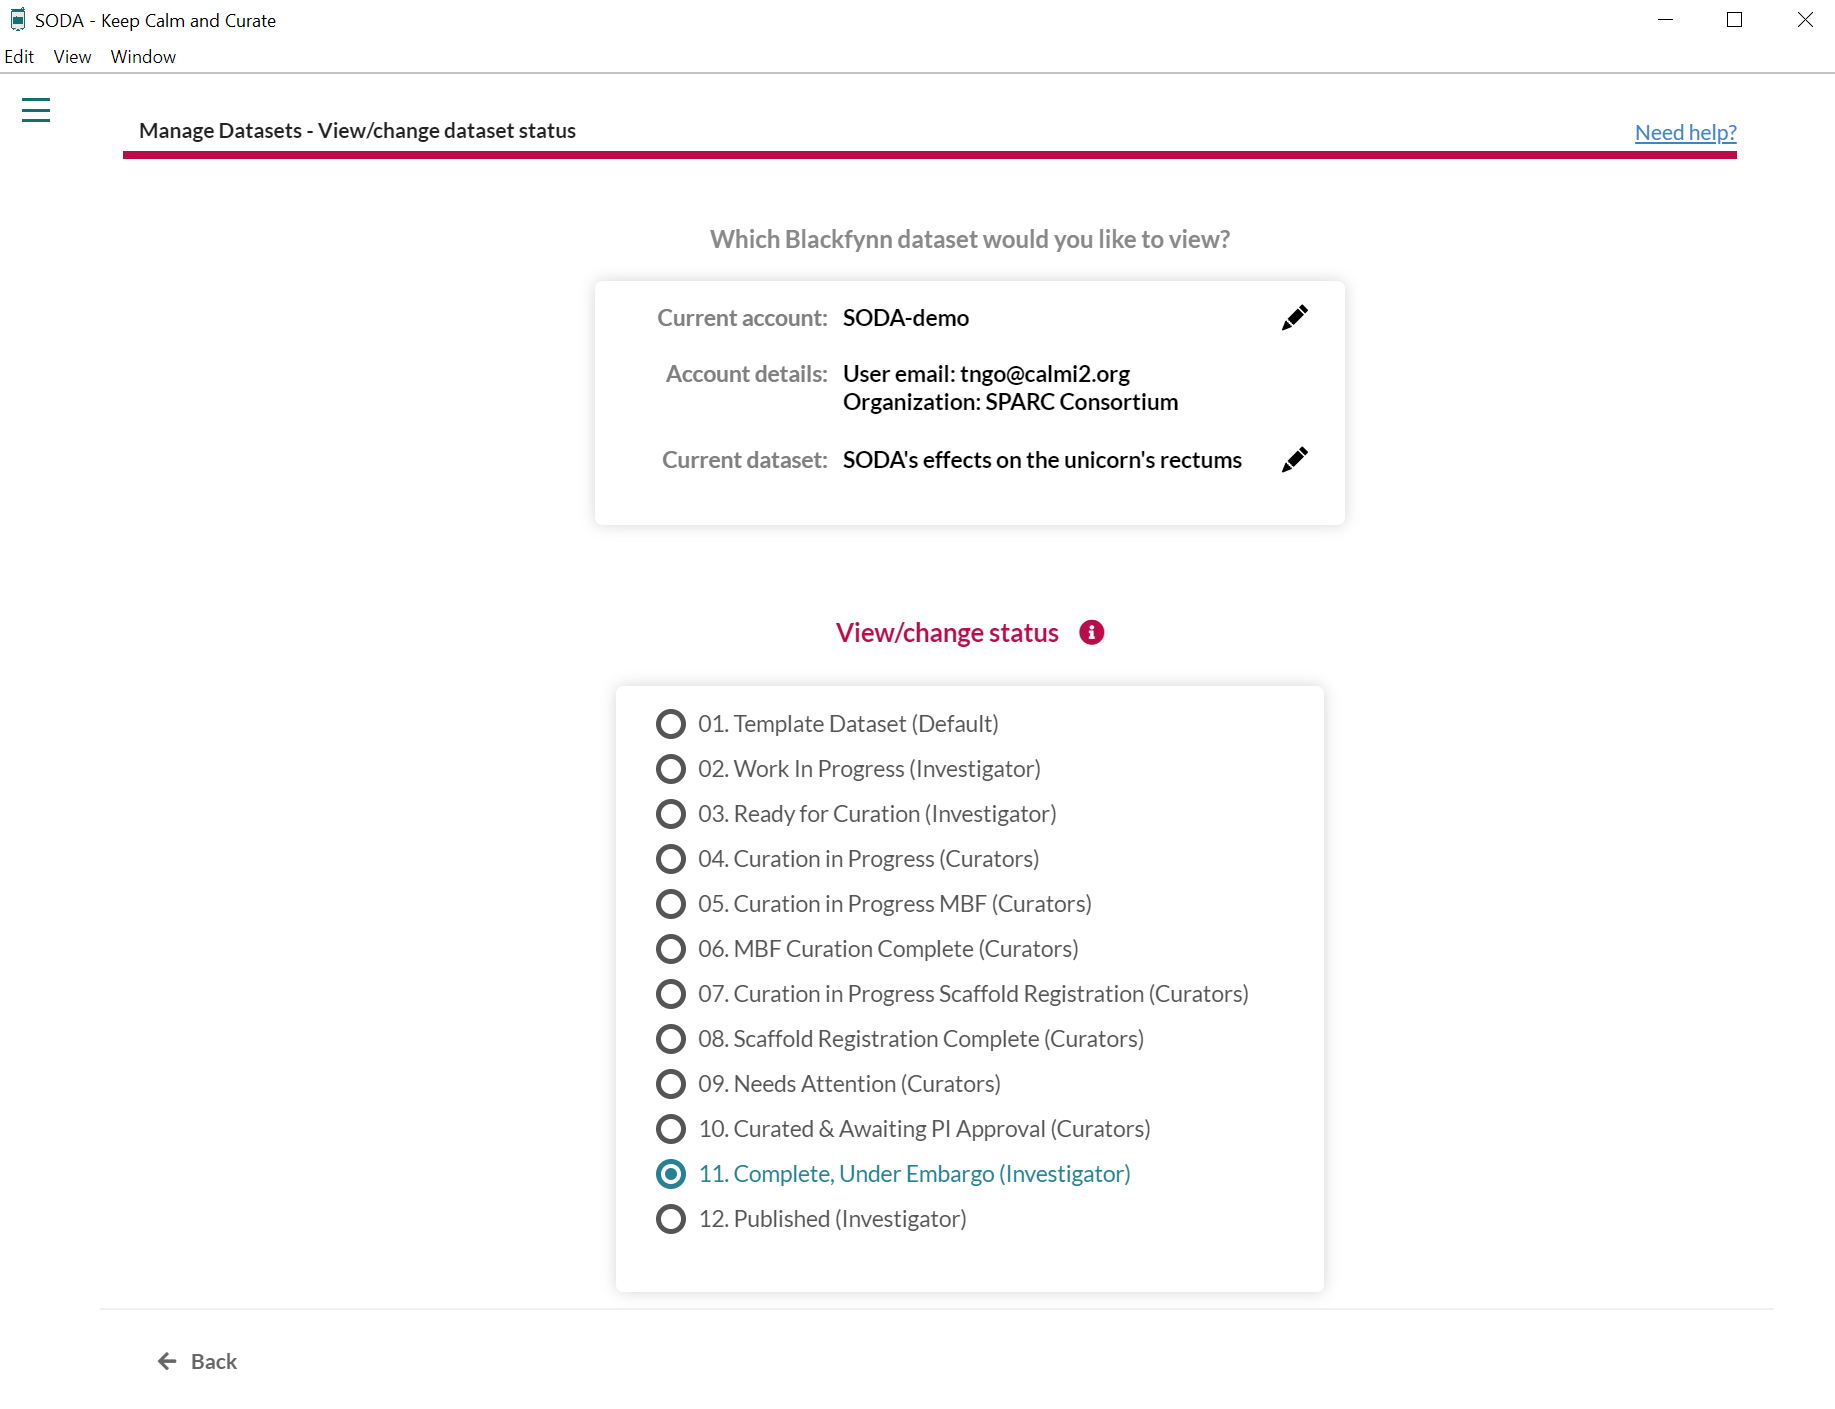 SODA - Keep Calm and Curate
Edit View Window
Manage Datasets - View/change dataset status
Need help?
Which Blackfynn dataset would you like to view?
Current account: SODA-demo
Account details: User email: tngo@calmi2.org
Organization: SPARC Consortium
Current dataset: SODA's effects on the unicorn's rectums
View/change status
01. Template Dataset (Default)
02. Work In Progress (Investigator)
03. Ready for Curation (Investigator)
04. Curation in Progress (Curators)
05. Curation in Progress MBF (Curators)
06. MBF Curation Complete (Curators)
07. Curation in Progress Scaffold Registration (Curators)
08. Scaffold Registration Complete (Curators)
09. Needs Attention (Curators)
10. Curated & Awaiting PI Approval (Curators)
11. Complete, Under Embargo (Investigator)
12. Published (Investigator)
Back